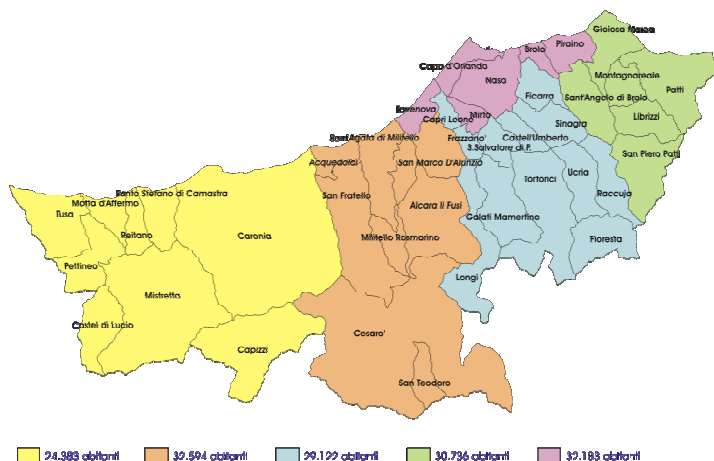 Gioiosa Marea
Piraino
Brolo
Capo d'Orlando
Naso
Montagnareale
Patti
Ficarra
Sant'Angelo di Brolo
Mirto
Capri Leone
Librizzi
Sinagra
Sant'Agata di Militello
Frazzano'
Castell'Umberto
S.Salvatore di F.
San Piero Patti
Acquedolci
San Marco D'Alunzio
Ucria
Tortorici
Santo Stefano di Camastra
San Fratello
Raccuja
Motta d'Affermo
Alcara li Fusi
Tusa
Galati Mamertino
Reitano
Caronia
Militello Rosmarino
Floresta
Pettineo
Longi
Mistretta
Castel di Lucio
Cesaro'
Capizzi
San Teodoro
24.383 abitanti
32.594 abitanti
29.122 abitanti
30.736 abitanti
32.183 abitanti